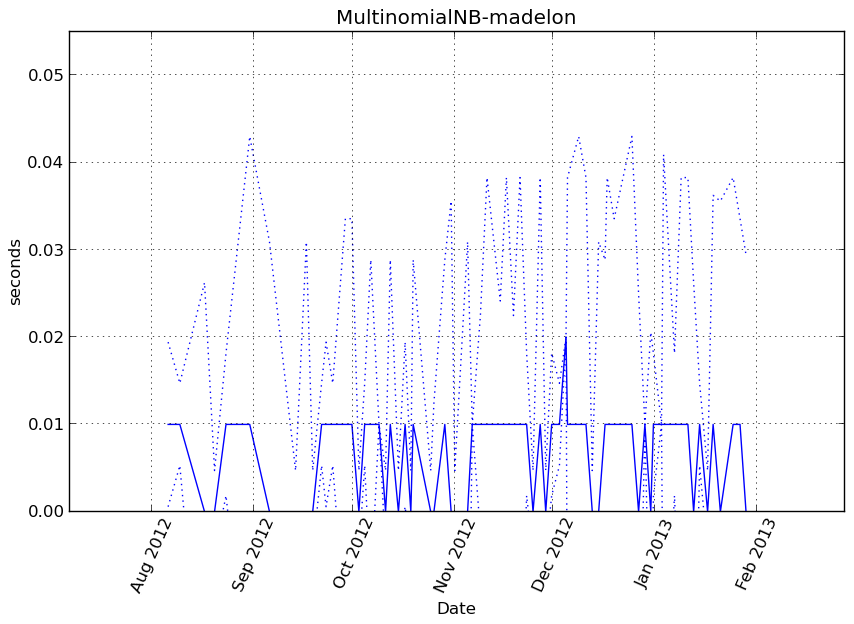 MultinomialNB-madelon
0.05
0.04
0.03
0.02
0.01
0.00
seconds
Aug 2012
Sep 2012
Oct 2012
Nov 2012
Dec 2012
Jan 2013
Feb 2013
Date